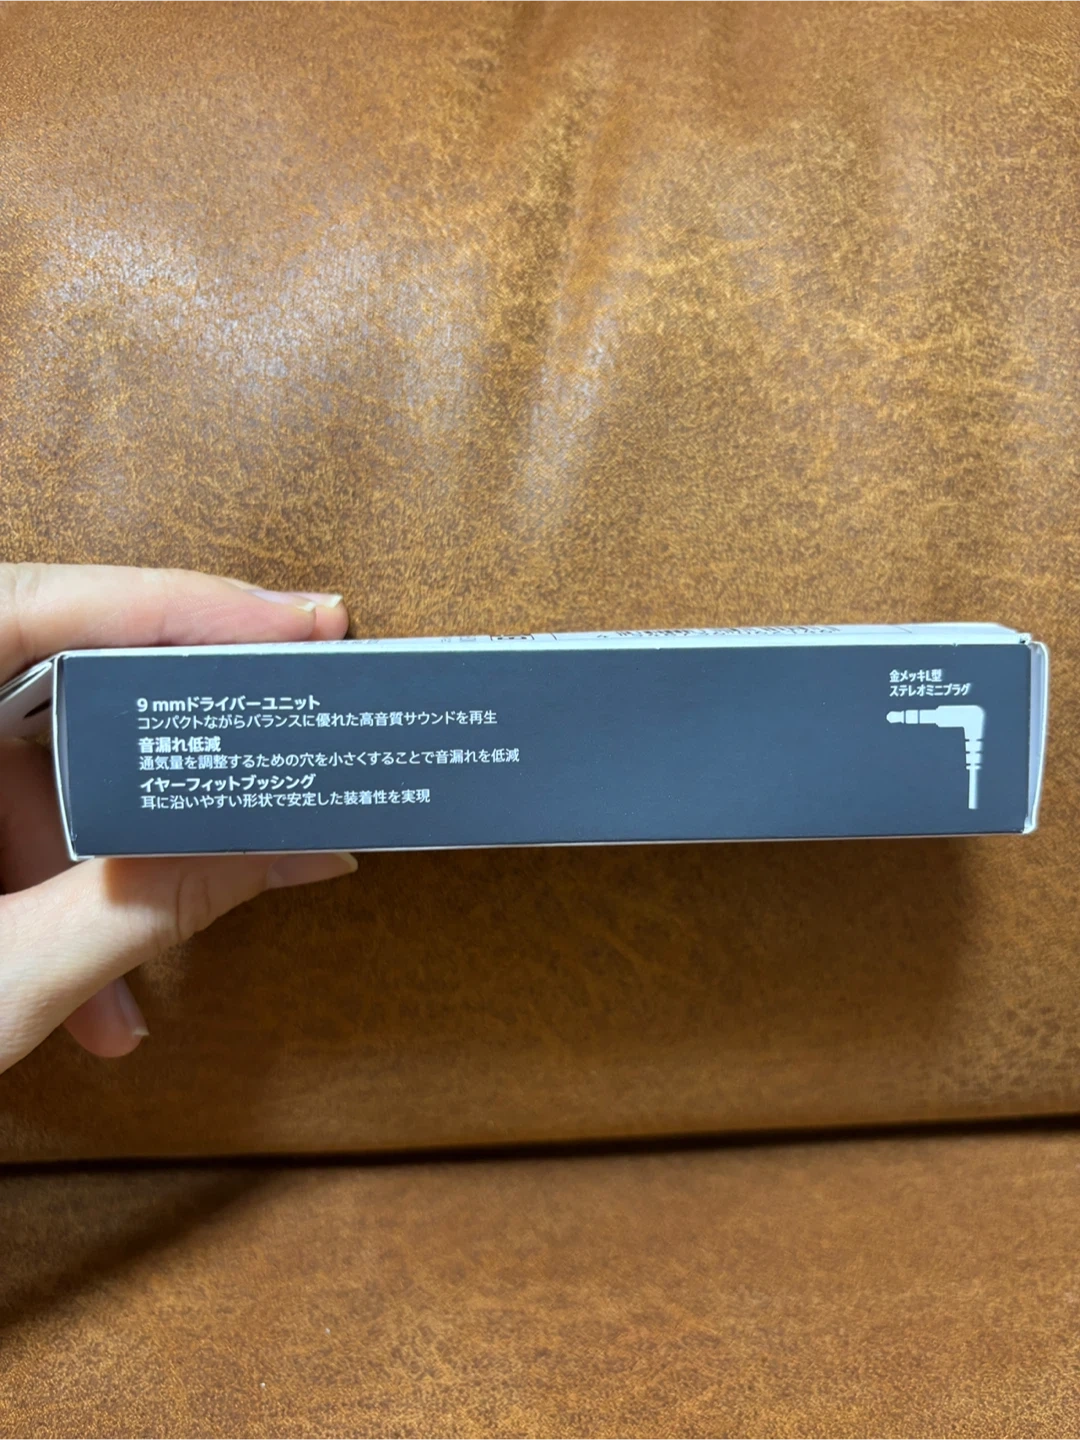 9 mmドライバーユニット
コンパクトながらバランスに優れた高音質サウンドを再生
音漏れ低減
通気量を調整するための穴を小さくすることで音漏れを低減
イヤーフィットブッシング
耳に沿いやすい形状で安定した装着性を実現
金メッキL型
ステレオミニプラグ